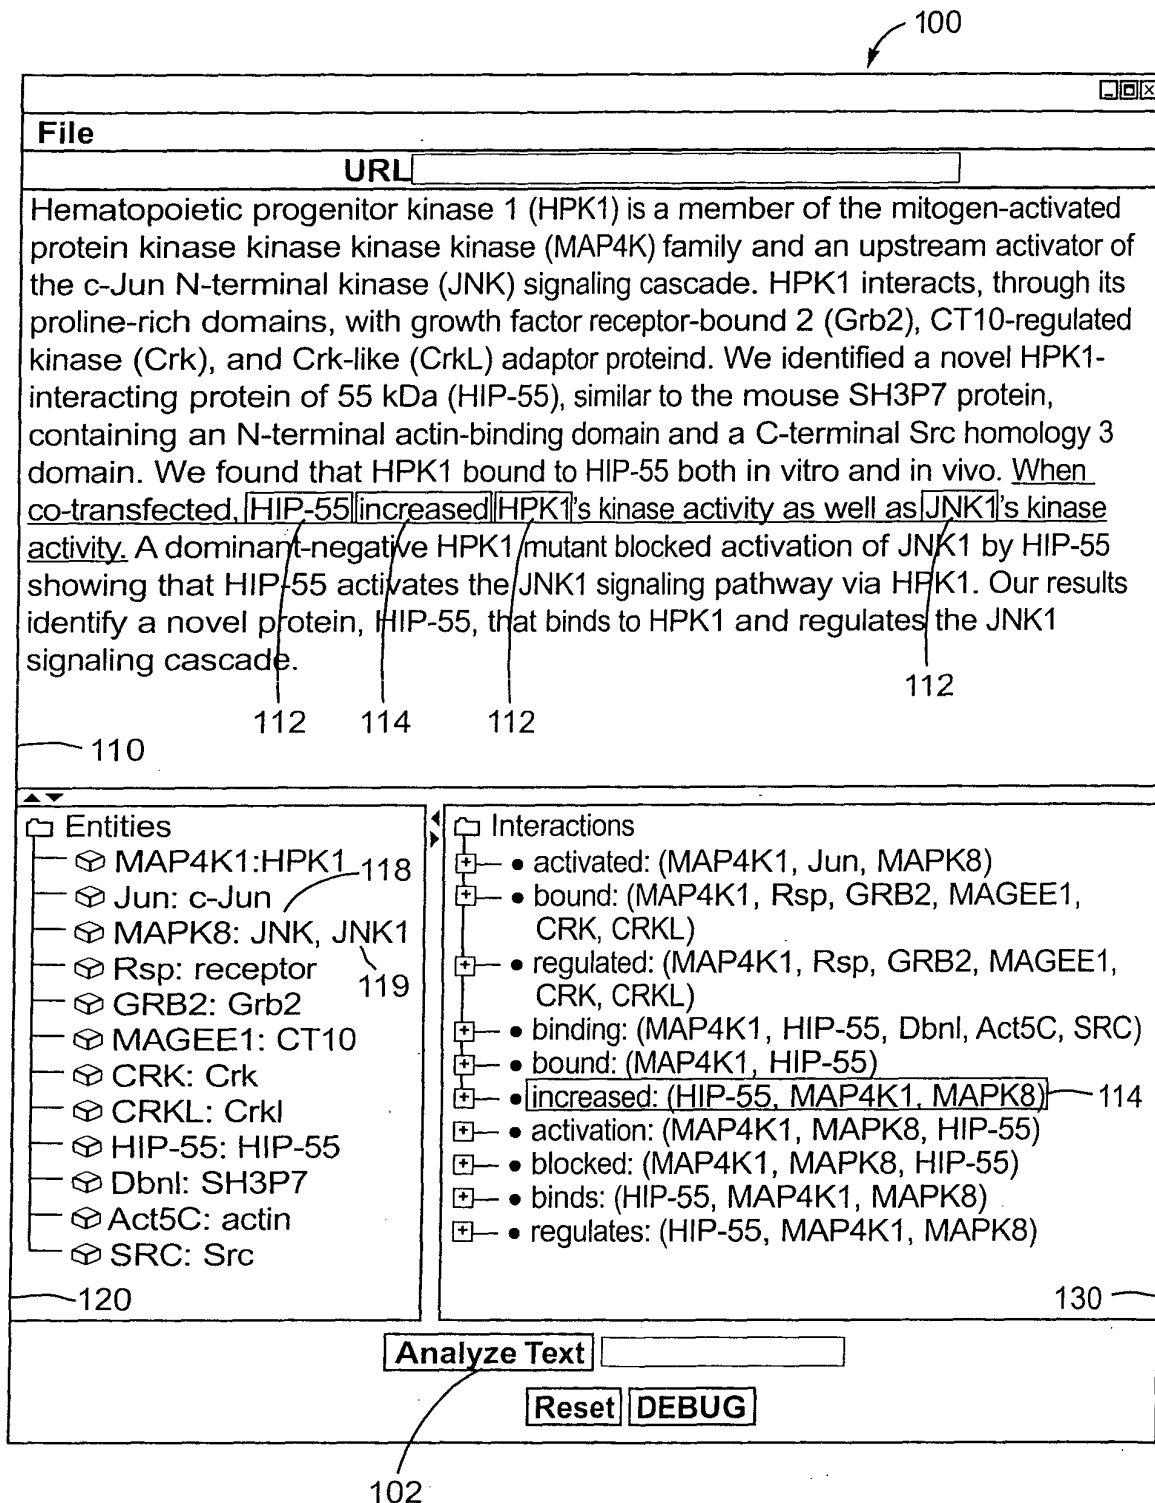 100
File
URL
Hematopoietic progenitor kinase 1 (HPK1) is a member of the mitogen-activated
protein kinase kinase kinase kinase (MAP4K) family and an upstream activator of
the c-Jun N-terminal kinase (JNK) signaling cascade. HPK1 interacts, through its
proline-rich domains, with growth factor receptor-bound 2 (Grb2), CT10-regulated
kinase (Crk), and Crk-like (CrkL) adaptor proteind. We identified a novel HPK1-
interacting protein of 55 kDa (HIP-55), similar to the mouse SH3P7 protein,
containing an N-terminal actin-binding domain and a C-terminal Src homology 3
domain. We found that HPK1 bound to HIP-55 both in vitro and in vivo. When
co-transfected, HIP-55 increased HPK1's kinase activity as well as JNK1's kinase
activity. A dominant-negative HPK1 mutant blocked activation of JNK1 by HIP-55
showing that HIP-55 activates the JNK1 signaling pathway via HPK1. Our results
identify a novel protein, HIP-55, that binds to HPK1 and regulates the JNK1
signaling cascade.
112 114 112 112
110
Entities
MAP4K1:HPK1
118
Jun: c-Jun
MAPK8: JNK, JNK1
Rsp: receptor
119
GRB2: Grb2
MAGEE1: CT10
CRK: Crk
CRKL: Crkl
HIP-55: HIP-55
Dbnl: SH3P7
Act5C: actin
SRC: Src
120
Interactions
activated: (MAP4K1, Jun, MAPK8)
bound: (MAP4K1, Rsp, GRB2, MAGEE1,
CRK, CRKL)
regulated: (MAP4K1, Rsp, GRB2, MAGEE1,
CRK, CRKL)
binding: (MAP4K1, HIP-55, Dbnl, Act5C, SRC)
bound: (MAP4K1, HIP-55)
increased: (HIP-55, MAP4K1, MAPK8) 114
activation: (MAP4K1, MAPK8, HIP-55)
blocked: (MAP4K1, MAPK8, HIP-55)
binds: (HIP-55, MAP4K1, MAPK8)
regulates: (HIP-55, MAP4K1, MAPK8)
130
Analyze Text
Reset DEBUG
102